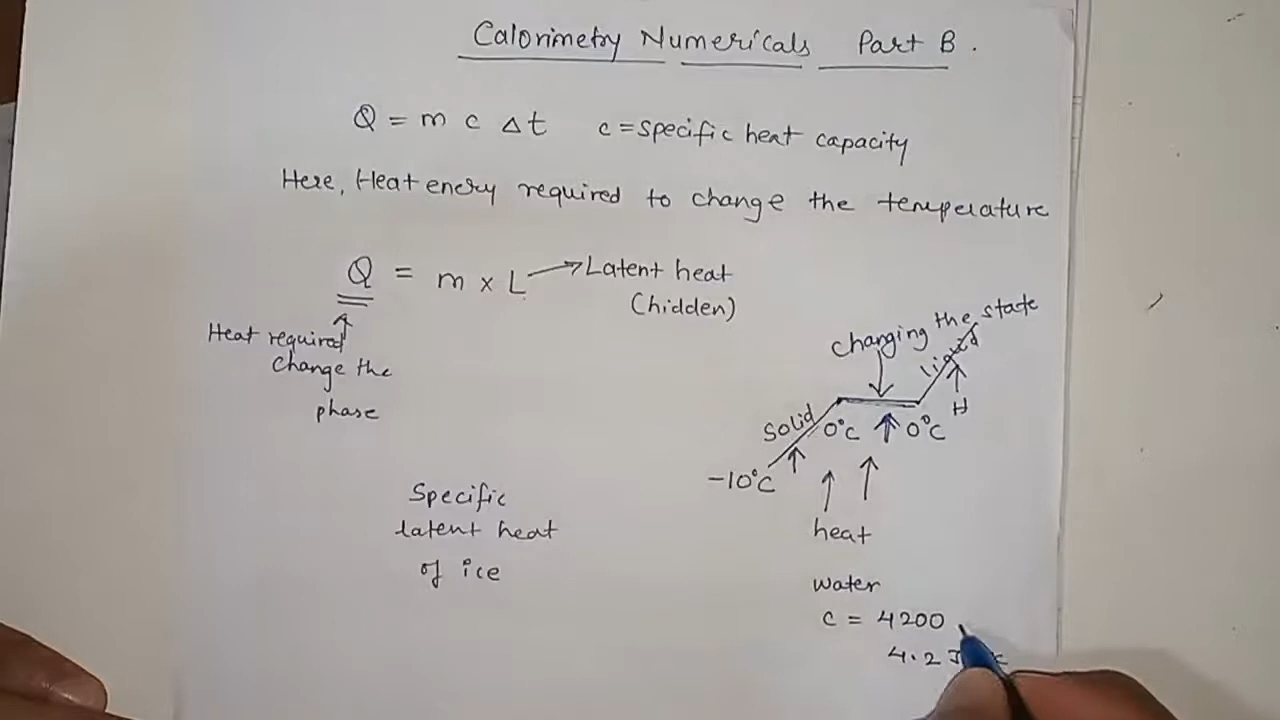 Calorimetry Numericals Part B.
Q = m c Δt c = specific heat capacity
Here, Heat enery required to change the temperature
Q = m × L → Latent heat
(hidden)
Heat required
change the
phase
changing the state
solid
liquid
0°C
0°C
H
-10°C
heat
Specific
latent heat
of ice
water
c = 4200
4.2 J